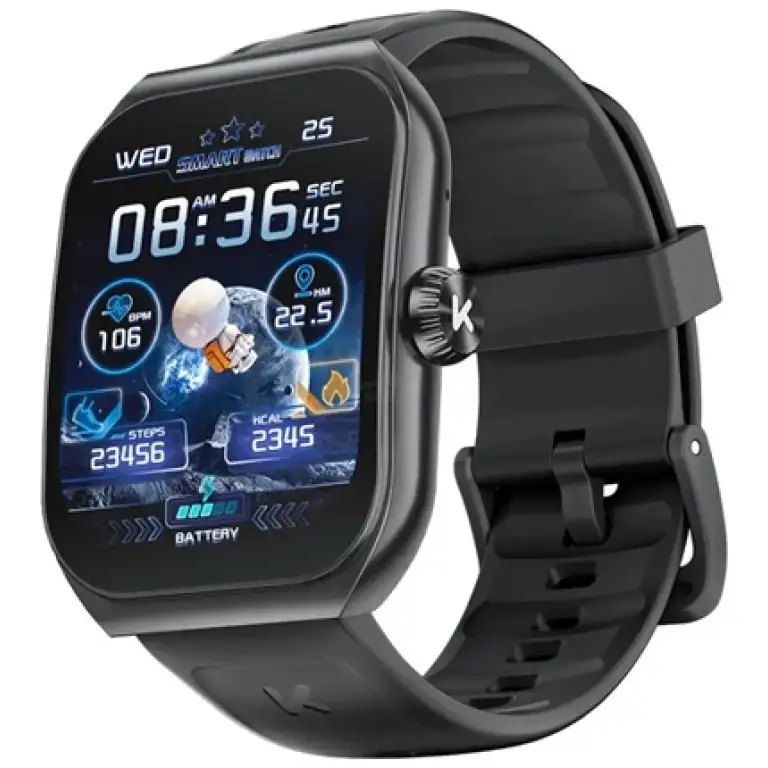 WED
25
SMART WATCH
08:36
AM
SEC
45
BPM
106
KM
22.5
STEPS
23456
KCAL
2345
BATTERY
K
K